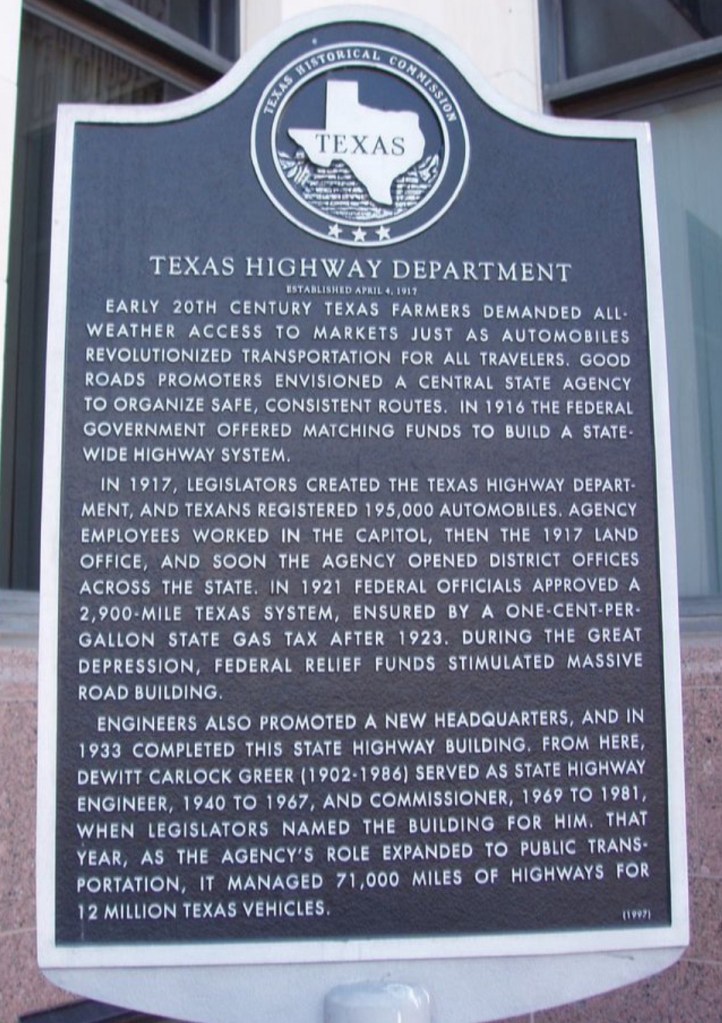 TEXAS HISTORICAL COMMISSION
TEXAS
TEXAS HIGHWAY DEPARTMENT
ESTABLISHED APRIL 4, 1917
EARLY 20TH CENTURY TEXAS FARMERS DEMANDED ALL-
WEATHER ACCESS TO MARKETS JUST AS AUTOMOBILES
REVOLUTIONIZED TRANSPORTATION FOR ALL TRAVELERS. GOOD
ROADS PROMOTERS ENVISIONED A CENTRAL STATE AGENCY
TO ORGANIZE SAFE, CONSISTENT ROUTES. IN 1916 THE FEDERAL
GOVERNMENT OFFERED MATCHING FUNDS TO BUILD A STATE-
WIDE HIGHWAY SYSTEM.
IN 1917, LEGISLATORS CREATED THE TEXAS HIGHWAY DEPART-
MENT, AND TEXANS REGISTERED 195,000 AUTOMOBILES. AGENCY
EMPLOYEES WORKED IN THE CAPITOL, THEN THE 1917 LAND
OFFICE, AND SOON THE AGENCY OPENED DISTRICT OFFICES
ACROSS THE STATE. IN 1921 FEDERAL OFFICIALS APPROVED A
2,900-MILE TEXAS SYSTEM, ENSURED BY A ONE-CENT-PER-
GALLON STATE GAS TAX AFTER 1923. DURING THE GREAT
DEPRESSION, FEDERAL RELIEF FUNDS STIMULATED MASSIVE
ROAD BUILDING.
ENGINEERS ALSO PROMOTED A NEW HEADQUARTERS, AND IN
1933 COMPLETED THIS STATE HIGHWAY BUILDING. FROM HERE,
DEWITT CARLOCK GREER (1902-1986) SERVED AS STATE HIGHWAY
ENGINEER, 1940 TO 1967, AND COMMISSIONER, 1969 TO 1981,
WHEN LEGISLATORS NAMED THE BUILDING FOR HIM. THAT
YEAR, AS THE AGENCY'S ROLE EXPANDED TO PUBLIC TRANS-
PORTATION, IT MANAGED 71,000 MILES OF HIGHWAYS FOR
12 MILLION TEXAS VEHICLES.
(1997)